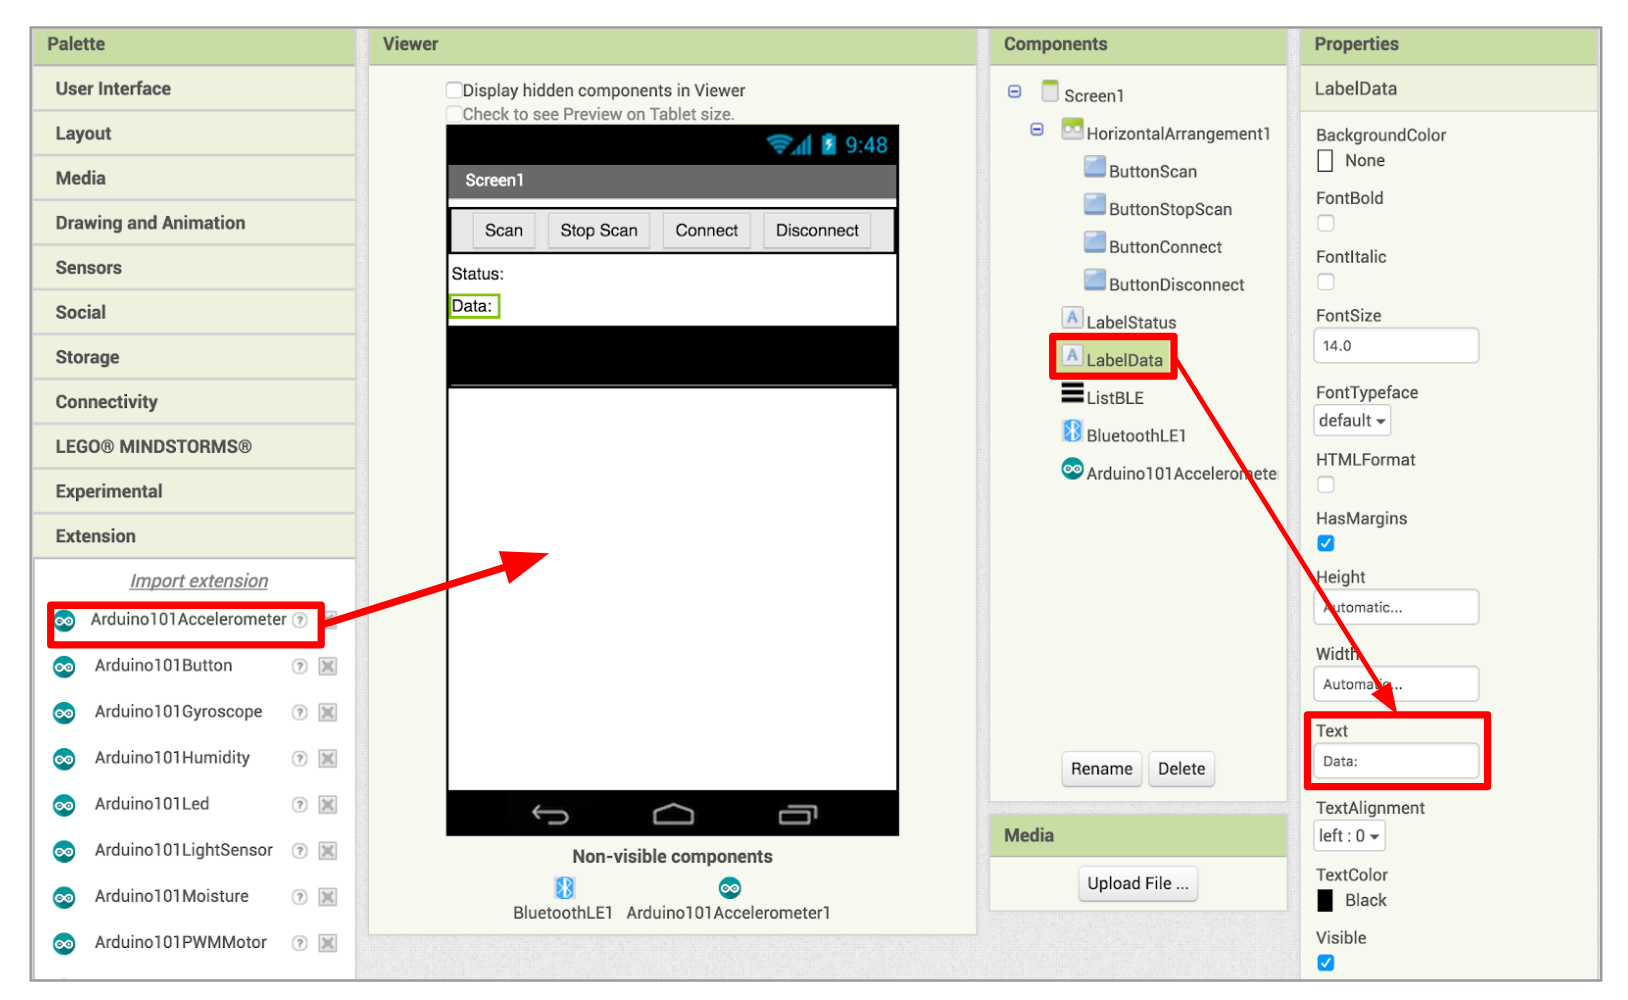 Palette
User Interface
Layout
Media
Drawing and Animation
Sensors
Social
Storage
Connectivity
LEGO® MINDSTORMS®
Experimental
Extension
Import extension
Arduino101Accelerometer ?
Arduino101Button ?
Arduino101Gyroscope ?
Arduino101Humidity ?
Arduino101Led ?
Arduino101LightSensor ?
Arduino101Moisture ?
Arduino101PWMMotor ?
Viewer
Display hidden components in Viewer
Check to see Preview on Tablet size.
9:48
Screen1
Scan Stop Scan Connect Disconnect
Status:
Data:
Non-visible components
BluetoothLE1 Arduino101Accelerometer1
Components
Screen1
HorizontalArrangement1
ButtonScan
ButtonStopScan
ButtonConnect
ButtonDisconnect
A LabelStatus
A LabelData
ListBLE
BluetoothLE1
Arduino101Acceleromete
Rename Delete
Media
Upload File ...
Properties
LabelData
BackgroundColor
None
FontBold
FontItalic
FontSize
14.0
FontTypeface
default
HTMLFormat
HasMargins
Height
Automatic...
Width
Automatic...
Text
Data:
TextAlignment
left : 0
TextColor
Black
Visible